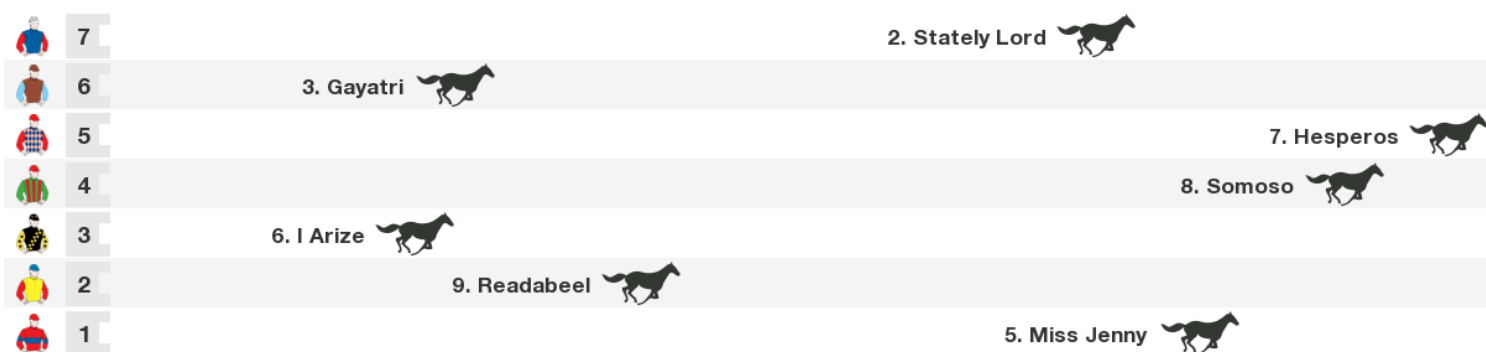 7 2. Stately Lord
6 3. Gayatri
5 7. Hesperos
4 8. Somoso
3 6. I Arize
2 9. Readabeel
1 5. Miss Jenny